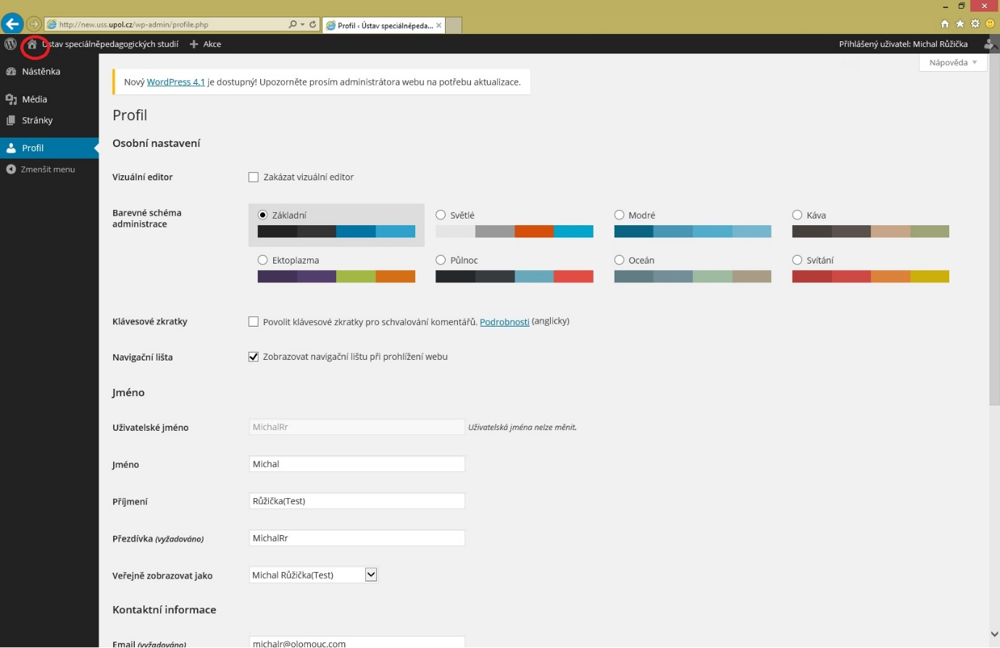 http://new.uss.upol.cz/wp-admin/profile.php
Profil ‹ Ústav speciálněpeda...
Ústav speciálněpedagogických studií + Akce
Přihlášený uživatel: Michal Růžička
Nápověda
Nástěnka
Média
Stránky
Profil
Zmenšit menu
Nový WordPress 4.1 je dostupný! Upozorněte prosím administrátora webu na potřebu aktualizace.
Profil
Osobní nastavení
Vizuální editor
Zakázat vizuální editor
Barevné schéma
administrace
Základní
Světlé
Modré
Káva
Ektoplazma
Půlnoc
Oceán
Svítání
Klávesové zkratky
Povolit klávesové zkratky pro schvalování komentářů. Podrobnosti (anglicky)
Navigační lišta
Zobrazovat navigační lištu při prohlížení webu
Jméno
Uživatelské jméno
MichalRr
Uživatelská jména nelze měnit.
Jméno
Michal
Příjmení
Růžička(Test)
Přezdívka (vyžadováno)
MichalRr
Veřejně zobrazovat jako
Michal Růžička(Test)
Kontaktní informace
Email (vyžadováno)
michalr@olomouc.com